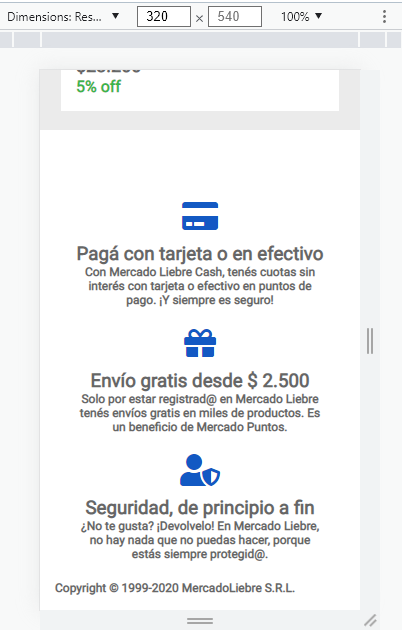 Dimensions: Res... ▼ 320 × 540 100% ▼
5% off
Pagá con tarjeta o en efectivo
Con Mercado Liebre Cash, tenés cuotas sin
interés con tarjeta o efectivo en puntos de
pago. ¡Y siempre es seguro!
Envío gratis desde $ 2.500
Solo por estar registrad@ en Mercado Liebre
tenés envíos gratis en miles de productos. Es
un beneficio de Mercado Puntos.
Seguridad, de principio a fin
¿No te gusta? ¡Devolvelo! En Mercado Liebre,
no hay nada que no puedas hacer, porque
estás siempre protegid@.
Copyright © 1999-2020 MercadoLiebre S.R.L.